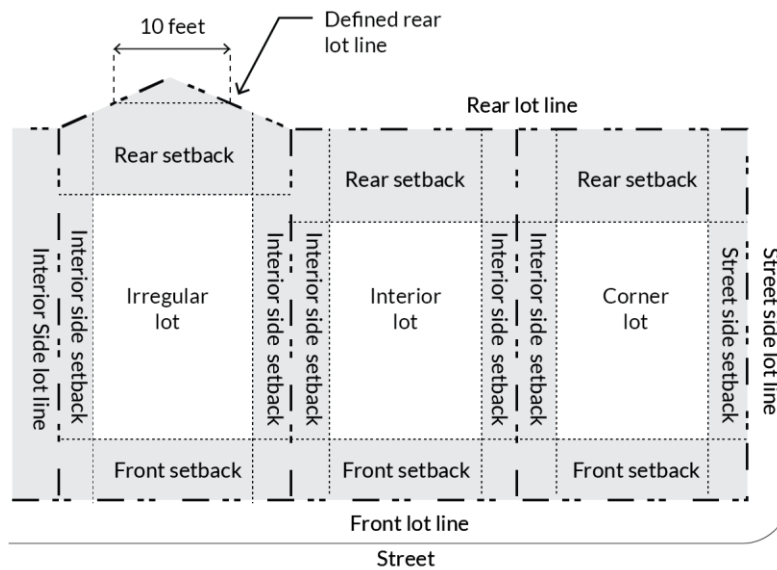 10 feet
Defined rear
lot line
Rear lot line
Rear setback
Rear setback
Rear setback
Interior Side lot line
Interior side setback
Irregular
lot
Interior side setback
Interior side setback
Interior
lot
Interior side setback
Interior side setback
Corner
lot
Street side setback
Street side lot line
Front setback
Front setback
Front setback
Front lot line
Street